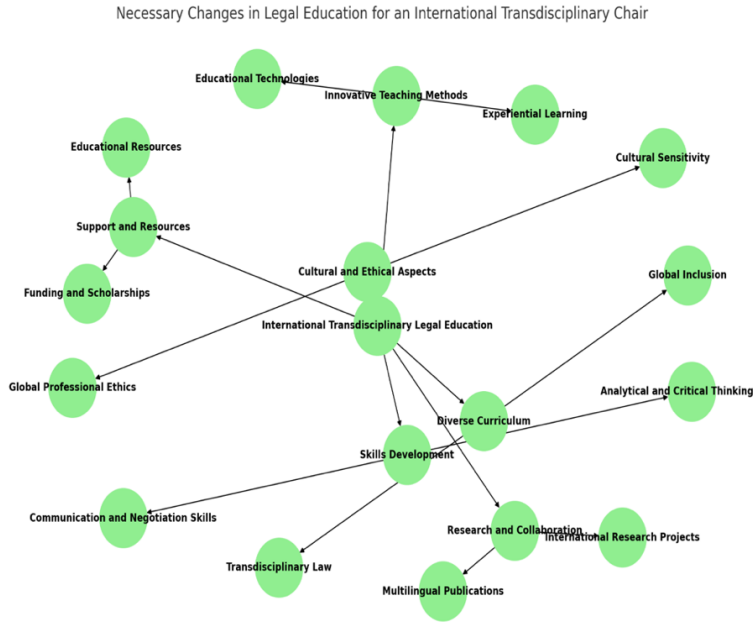 Necessary Changes in Legal Education for an International Transdisciplinary Chair
Educational Technologies
Innovative Teaching Methods
Experiential Learning
Educational Resources
Cultural Sensitivity
Support and Resources
Cultural and Ethical Aspects
Global Inclusion
Funding and Scholarships
International Transdisciplinary Legal Education
Global Professional Ethics
Analytical and Critical Thinking
Diverse Curriculum
Skills Development
Communication and Negotiation Skills
Research and Collaboration
International Research Projects
Transdisciplinary Law
Multilingual Publications